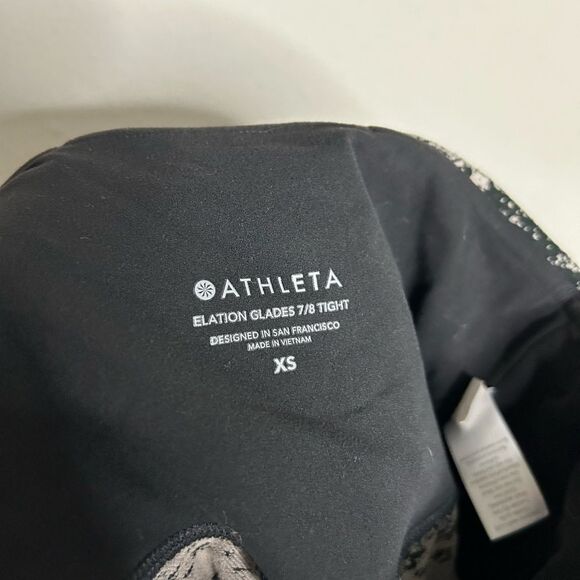 ATHLETA
ELATION GLADES 7/8 TIGHT
DESIGNED IN SAN FRANCISCO
MADE IN VIETNAM
XS